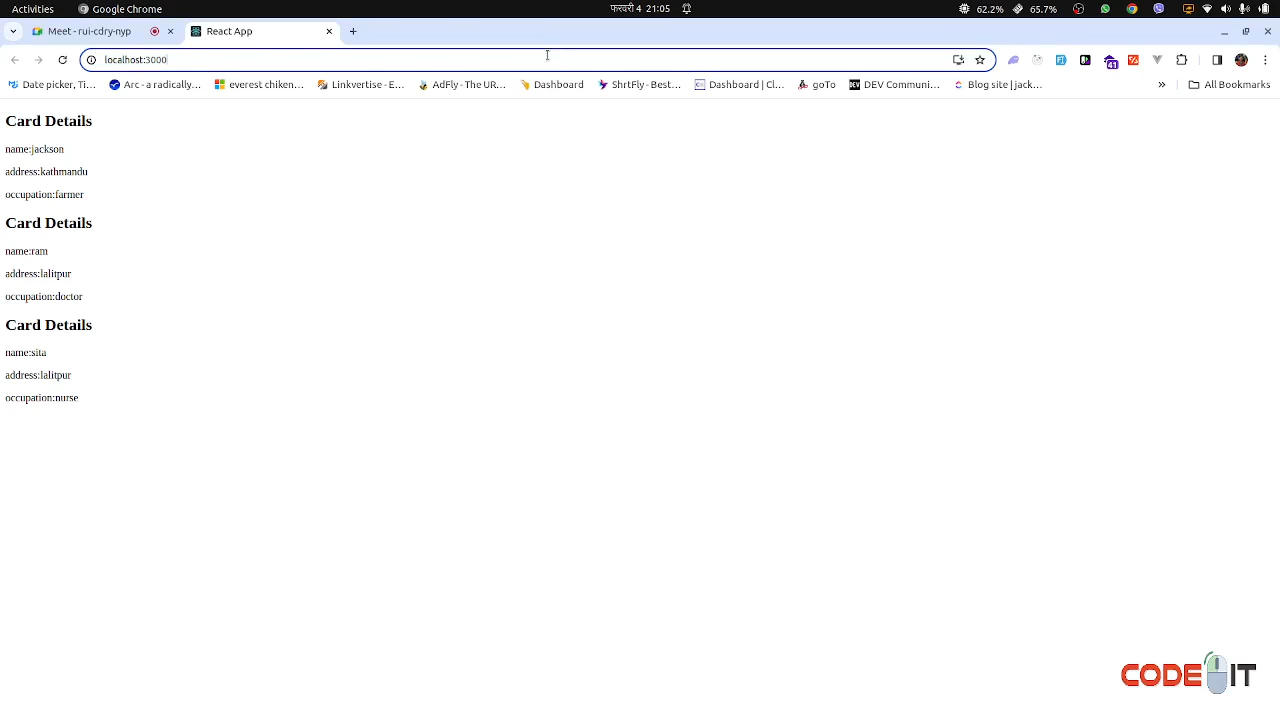 Activities Google Chrome फरवरी 4 21:05 62.2% 65.7%
Meet - rui-cdry-nyp React App
localhost:3000 41
Date picker, Ti... Arc - a radically... everest chiken... Linkvertise - E... AdFly - The UR... Dashboard ShrtFly - Best... Dashboard | Cl... goTo DEV Communi... Blog site | jack... » All Bookmarks
Card Details
name:jackson
address:kathmandu
occupation:farmer
Card Details
name:ram
address:lalitpur
occupation:doctor
Card Details
name:sita
address:lalitpur
occupation:nurse
CODE IT